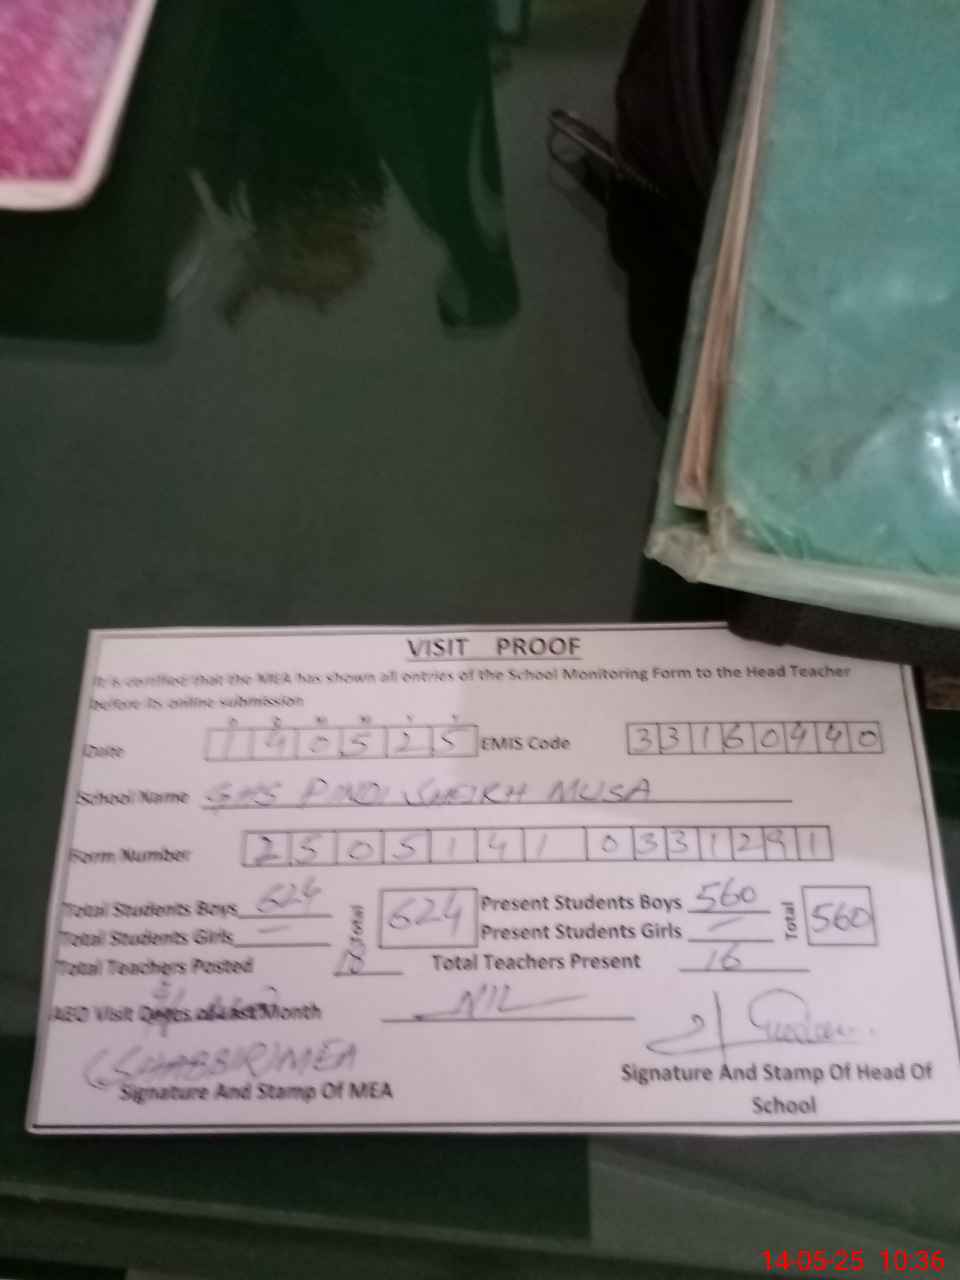 VISIT PROOF
It is certified that the MEA has shown all entries of the School Monitoring Form to the Head Teacher
before its online submission
D D M M Y Y
Date 1 4 0 5 2 5 EMIS Code 3 3 1 6 0 4 4 0
School Name GHS PINDI SHEIKH MUSA
Form Number 2 5 0 5 1 4 1 0 3 3 1 2 9 1
Total Students Boys 624 Total 624 Present Students Boys 560 Total 560
Total Students Girls — Present Students Girls —
Total Teachers Posted 18 Total Teachers Present 16
AEO Visit Dates of Last Month NIL
(SHABBIR) MEA
Signature And Stamp Of MEA
Signature And Stamp Of Head Of
School
14-05-25 10:36